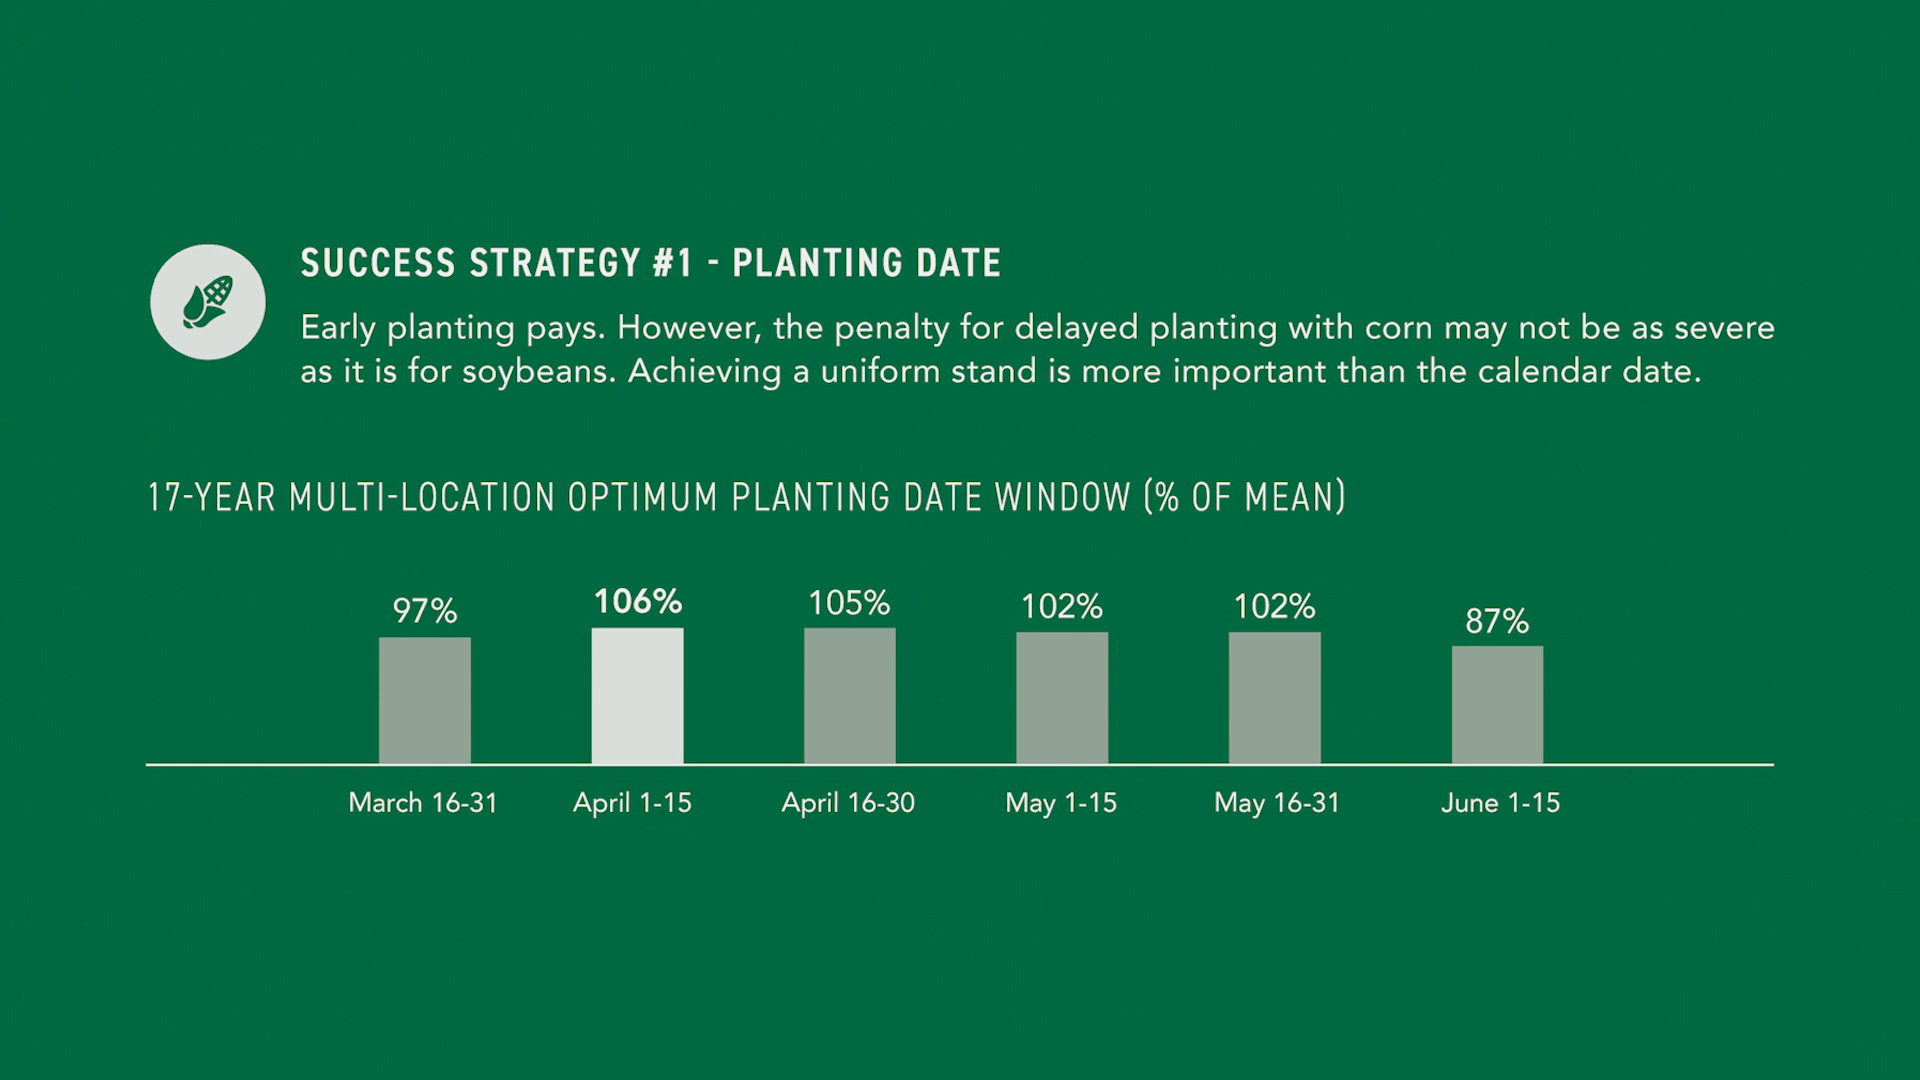 SUCCESS STRATEGY #1 - PLANTING DATE
Early planting pays. However, the penalty for delayed planting with corn may not be as severe
as it is for soybeans. Achieving a uniform stand is more important than the calendar date.
17-YEAR MULTI-LOCATION OPTIMUM PLANTING DATE WINDOW (% OF MEAN)
97% 106% 105% 102% 102% 87%
March 16-31 April 1-15 April 16-30 May 1-15 May 16-31 June 1-15